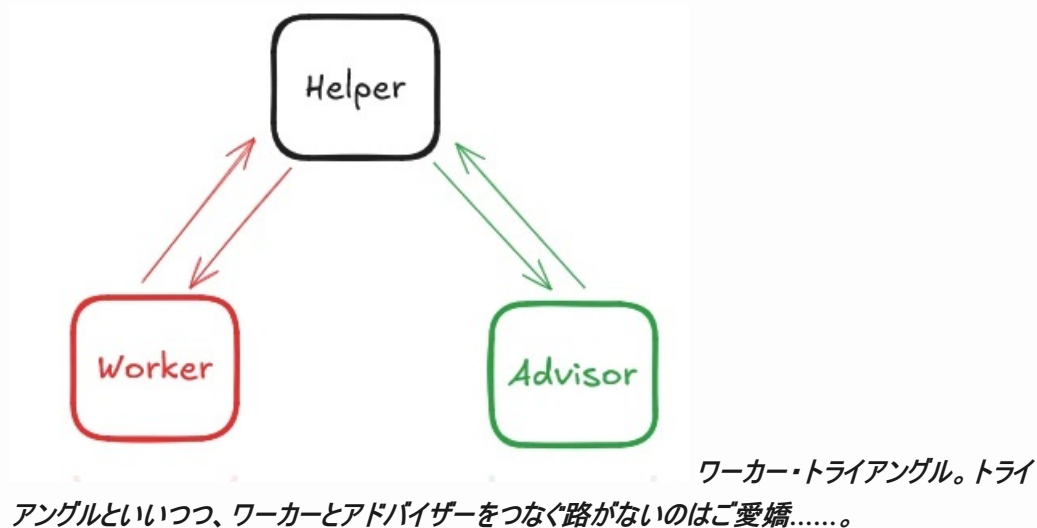 Helper
Worker
Advisor
ワーカー・トライアングル。トライ
アングルといいつつ、ワーカーとアドバイザーをつなぐ路がないのはご愛嬌……。